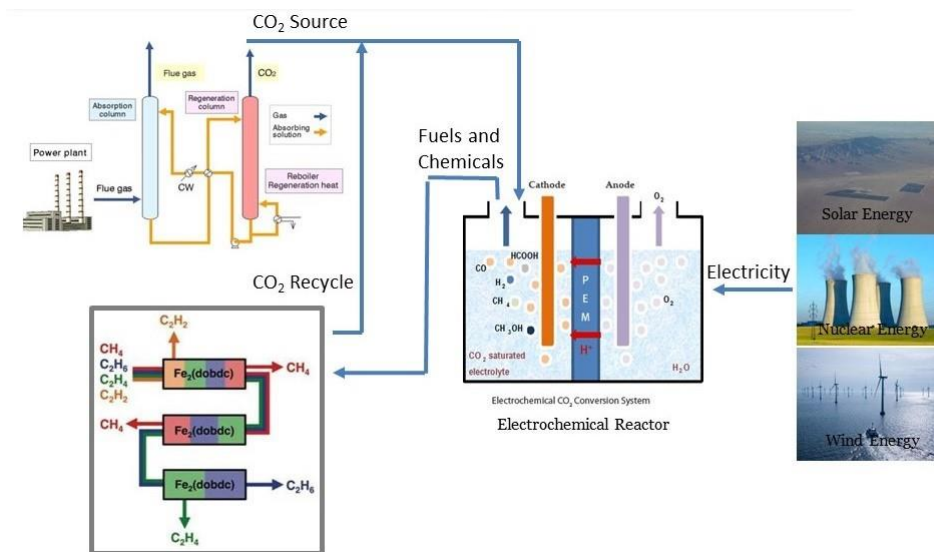 CO₂ Source
Flue gas
CO₂
Absorption
column
Regeneration
column
Gas
Absorbing
solution
Power plant
Flue gas
CW
Reboiler
Regeneration heat
Fuels and
Chemicals
Cathode
Anode
O₂
HCOOH
CO
H₂
CH₄
CH₃OH
P
E
M
H⁺
O₂
CO₂ saturated
electrolyte
H₂O
Electrochemical CO₂ Conversion System
Electrochemical Reactor
Electricity
Solar Energy
Nuclear Energy
Wind Energy
CO₂ Recycle
C₂H₂
CH₄
C₂H₆
C₂H₄
C₂H₂
Fe₂(dobdc)
CH₄
CH₄
Fe₂(dobdc)
Fe₂(dobdc)
C₂H₆
C₂H₄